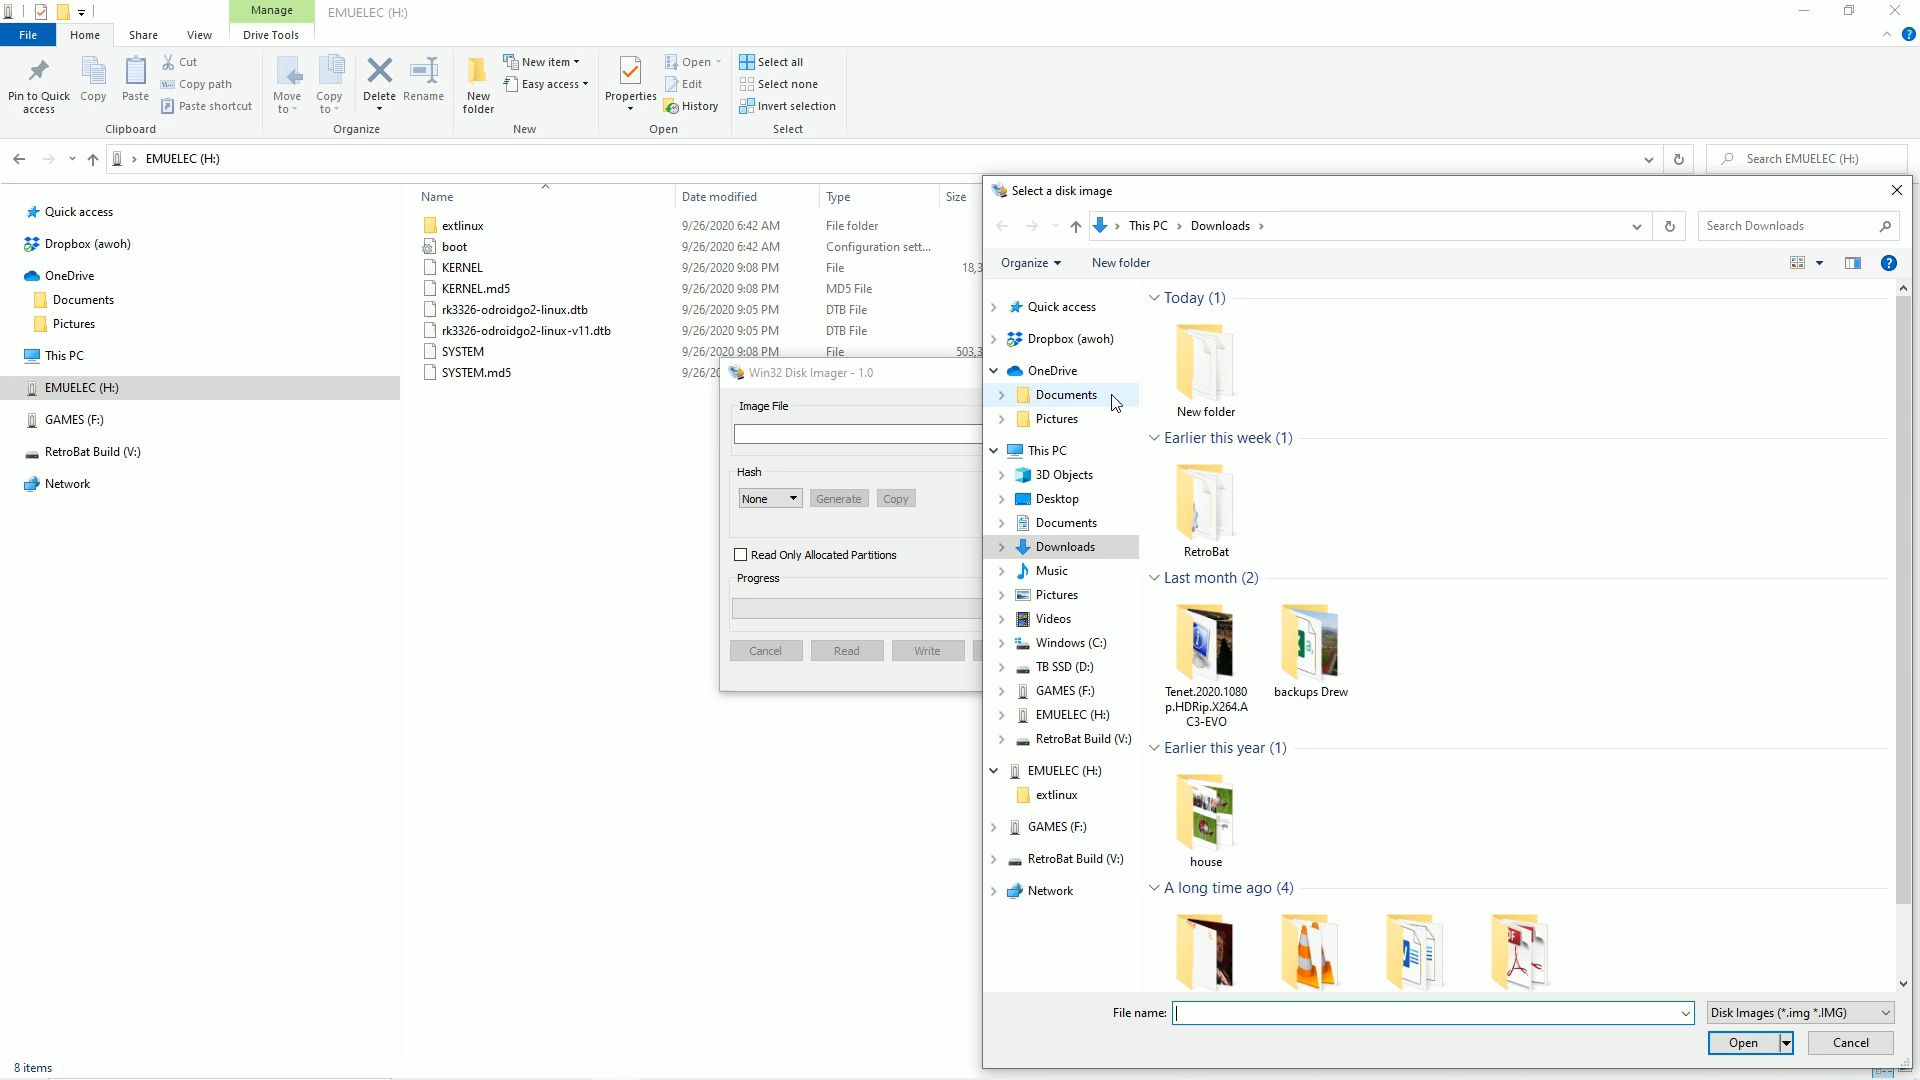 Manage
EMUELEC (H:)
File Home Share View Drive Tools
Pin to Quick access
Copy
Paste
Cut
Copy path
Paste shortcut
Move to
Copy to
Delete
Rename
New folder
New item
Easy access
Properties
Open
Edit
History
Select all
Select none
Invert selection
Clipboard Organize New Open Select
EMUELEC (H:)
Search EMUELEC (H:)
Quick access
Dropbox (awoh)
OneDrive
Documents
Pictures
This PC
EMUELEC (H:)
GAMES (F:)
RetroBat Build (V:)
Network
Name Date modified Type Size
extlinux 9/26/2020 6:42 AM File folder
boot 9/26/2020 6:42 AM Configuration sett...
KERNEL 9/26/2020 9:08 PM File 18,3
KERNEL.md5 9/26/2020 9:08 PM MD5 File
rk3326-odroidgo2-linux.dtb 9/26/2020 9:05 PM DTB File
rk3326-odroidgo2-linux-v11.dtb 9/26/2020 9:05 PM DTB File
SYSTEM 9/26/2020 9:08 PM File 503,3
SYSTEM.md5 9/26/20
Win32 Disk Imager - 1.0
Image File
Hash
None Generate Copy
Read Only Allocated Partitions
Progress
Cancel Read Write
Select a disk image
This PC Downloads
Search Downloads
Organize New folder
Quick access
Dropbox (awoh)
OneDrive
Documents
Pictures
This PC
3D Objects
Desktop
Documents
Downloads
Music
Pictures
Videos
Windows (C:)
TB SSD (D:)
GAMES (F:)
EMUELEC (H:)
RetroBat Build (V:)
EMUELEC (H:)
extlinux
GAMES (F:)
RetroBat Build (V:)
Network
Today (1)
New folder
Earlier this week (1)
RetroBat
Last month (2)
Tenet.2020.1080
p.HDRip.X264.A
C3-EVO
backups Drew
Earlier this year (1)
house
A long time ago (4)
File name:
Disk Images (*.img *.IMG)
Open Cancel
8 items